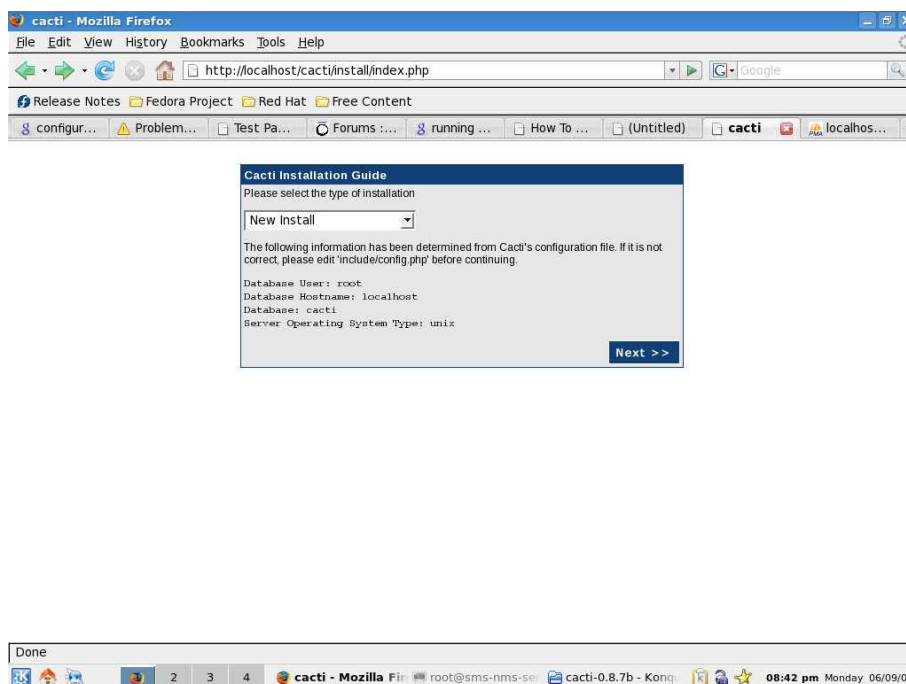 cacti - Mozilla Firefox
File Edit View History Bookmarks Tools Help
http://localhost/cacti/install/index.php
Google
Release Notes Fedora Project Red Hat Free Content
configur... Problem... Test Pa... Forums :... running ... How To ... (Untitled) cacti localhos...
Cacti Installation Guide
Please select the type of installation
New Install
The following information has been determined from Cacti's configuration file. If it is not
correct, please edit 'include/config.php' before continuing.
Database User: root
Database Hostname: localhost
Database: cacti
Server Operating System Type: unix
Next >>
Done
2 3 4 cacti - Mozilla Fir root@sms-nms-se cacti-0.8.7b - Konq 08:42 pm Monday 06/09/0